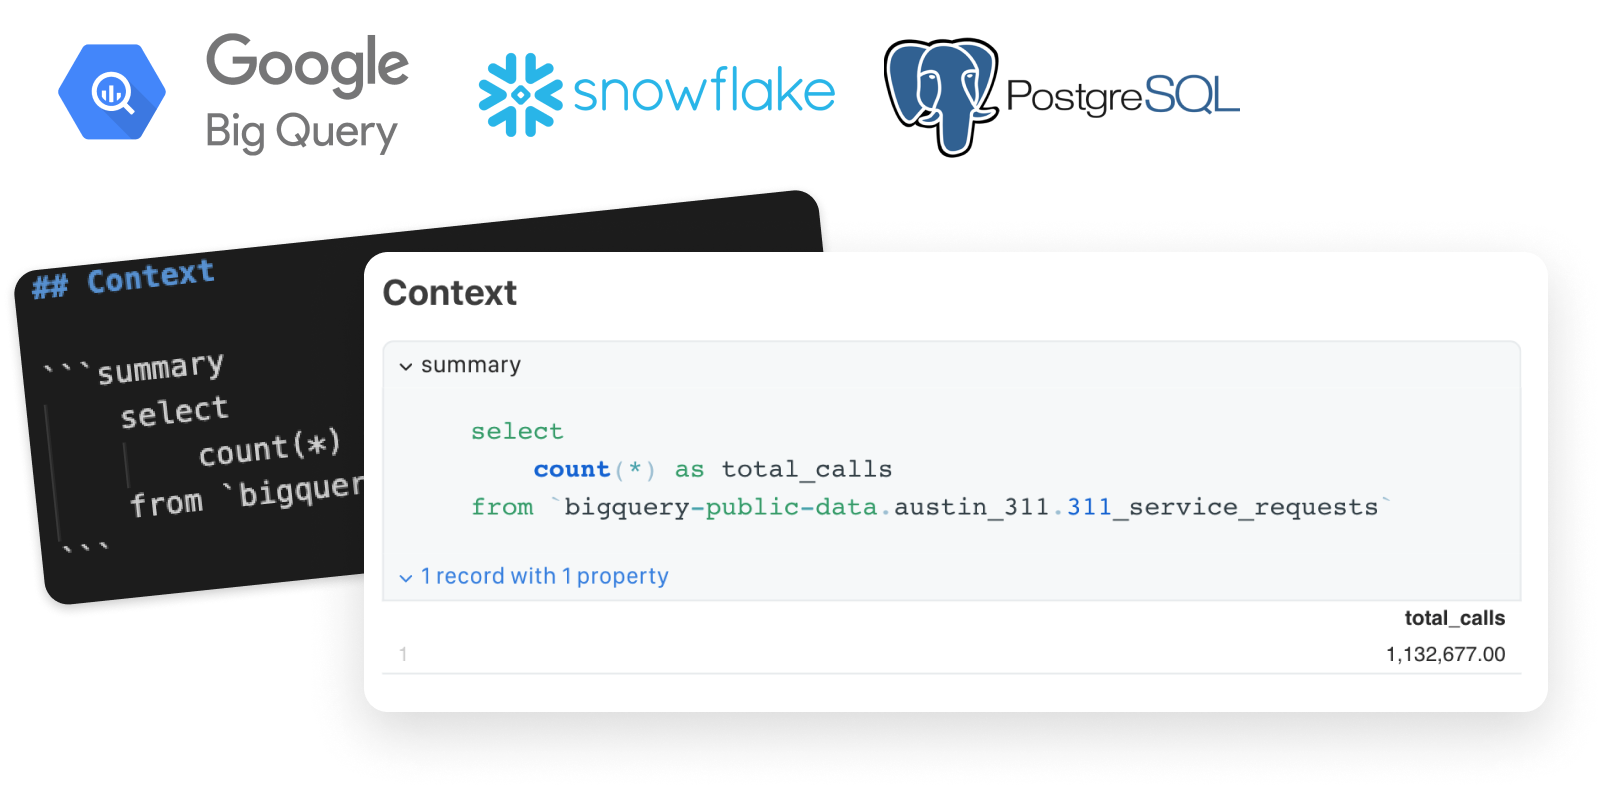 Google
Big Query
snowflake
PostgreSQL
## Context
```summary
select
count(*)
from `bigquer
```
Context
summary
select
count(*) as total_calls
from `bigquery-public-data.austin_311.311_service_requests`
1 record with 1 property
total_calls
1 1,132,677.00